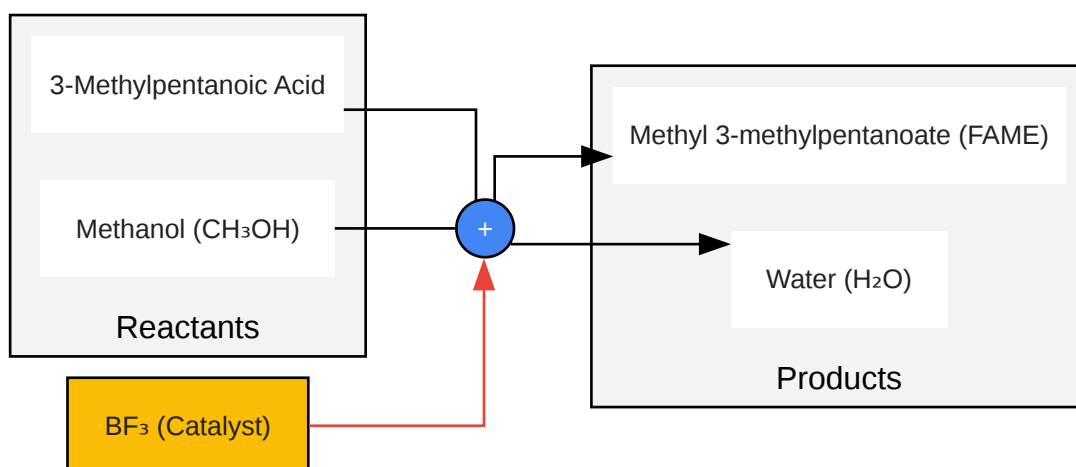 3-Methylpentanoic Acid
Methanol (CH₃OH)
Reactants
BF₃ (Catalyst)
+
Methyl 3-methylpentanoate (FAME)
Water (H₂O)
Products